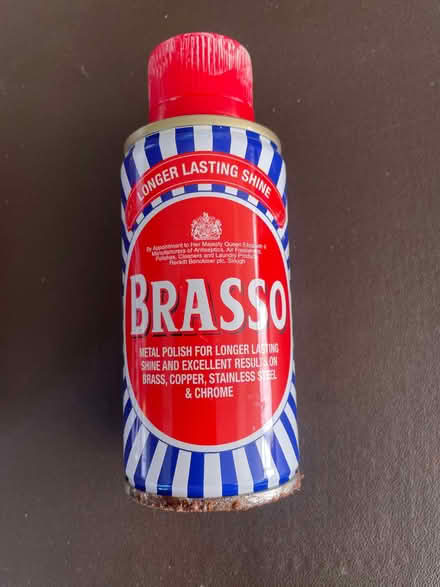 LONGER LASTING SHINE
By Appointment to Her Majesty Queen Elizabeth II
Manufacturers of Antiseptics, Air Fresheners,
Polishes, Cleaners and Laundry Products
Reckitt Benckiser plc, Slough
BRASSO
METAL POLISH FOR LONGER LASTING
SHINE AND EXCELLENT RESULTS ON
BRASS, COPPER, STAINLESS STEEL
& CHROME